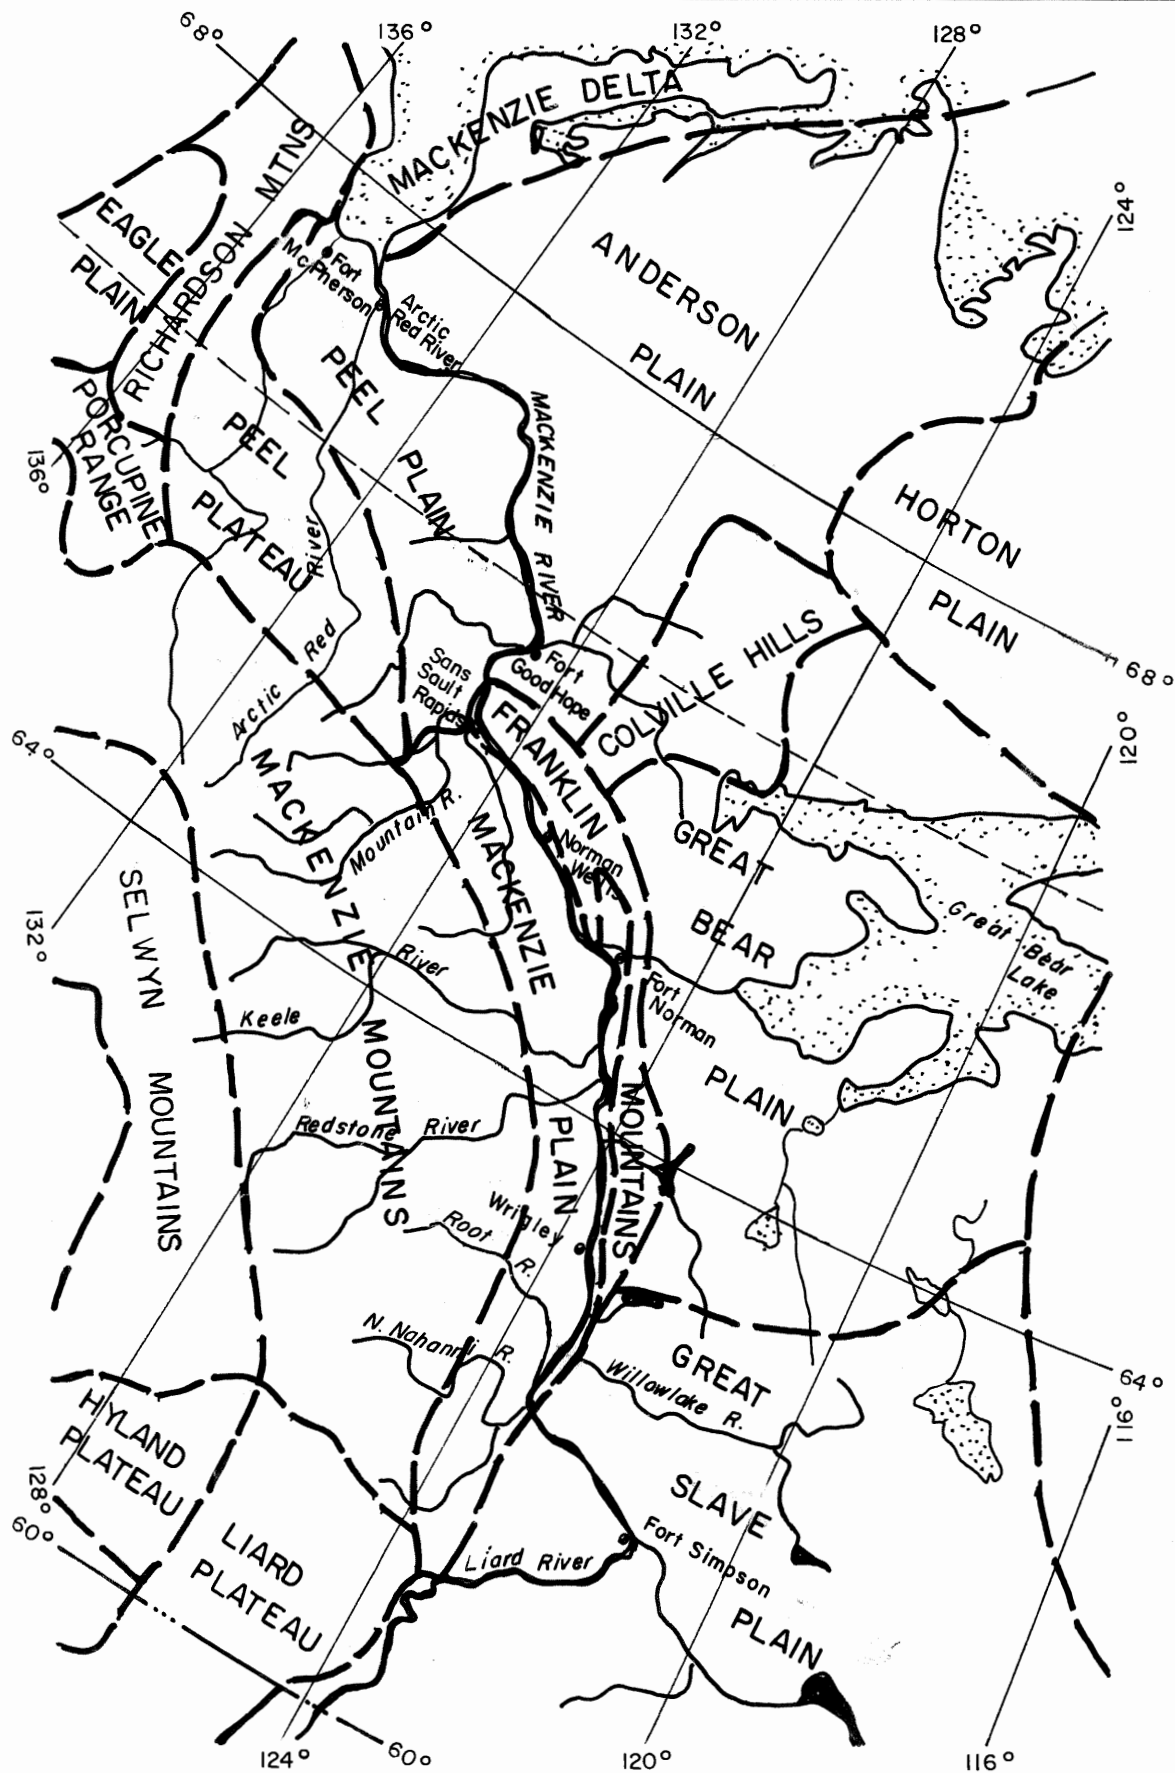 68°
136°
132°
128°
MACKENZIE DELTA
RICHARDSON MTNS
EAGLE
PLAIN
124°
ANDERSON
PLAIN
Fort
McPherson
Arctic
Red River
PEEL
PLAIN
MACKENZIE RIVER
PORCUPINE
RANGE
136°
PEEL
PLATEAU
HORTON
PLAIN
Arctic Red River
Sans
Sault
Rapids
Fort
Good Hope
COLVILLE HILLS
68°
120°
64°
FRANKLIN
MOUNTAINS
MACKENZIE
MOUNTAINS
Mountain R.
MACKENZIE
PLAIN
Norman
Wells
GREAT
BEAR
PLAIN
Great Bear
Lake
SELWYN
MOUNTAINS
132°
Keele River
Fort
Norman
Redstone River
Wrigley
Root R.
N. Nahanni R.
Willowlake R.
GREAT
SLAVE
PLAIN
64°
116°
HYLAND
PLATEAU
128°
60°
LIARD
PLATEAU
Liard River
Fort Simpson
124°
60°
120°
116°